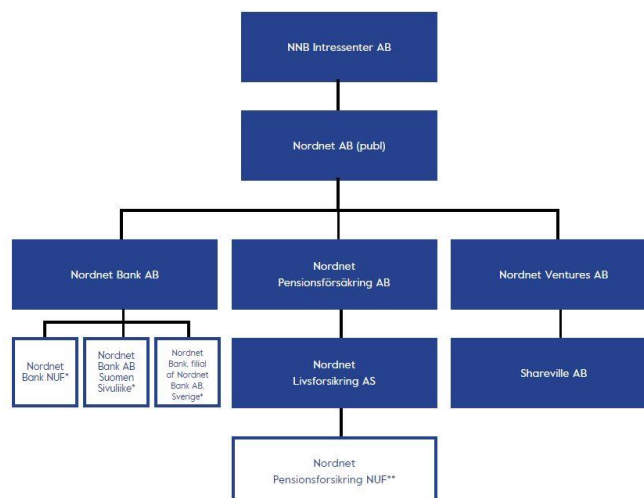 NNB Intressenter AB
Nordnet AB (publ)
Nordnet Bank AB
Nordnet
Pensionsförsäkring AB
Nordnet Ventures AB
Nordnet
Bank NUF*
Nordnet
Bank AB
Suomen
Sivuliike*
Nordnet
Bank, filial
af Nordnet
Bank AB,
Sverige*
Nordnet
Livsforsikring AS
Shareville AB
Nordnet
Pensjonsforsikring NUF**